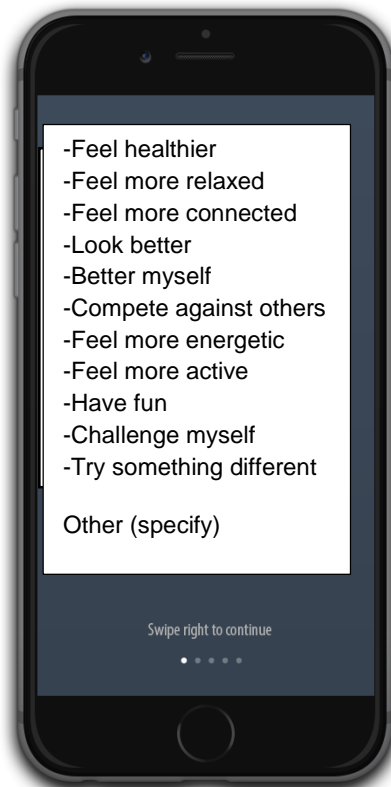 -Feel healthier
-Feel more relaxed
-Feel more connected
-Look better
-Better myself
-Compete against others
-Feel more energetic
-Feel more active
-Have fun
-Challenge myself
-Try something different
Other (specify)
Swipe right to continue